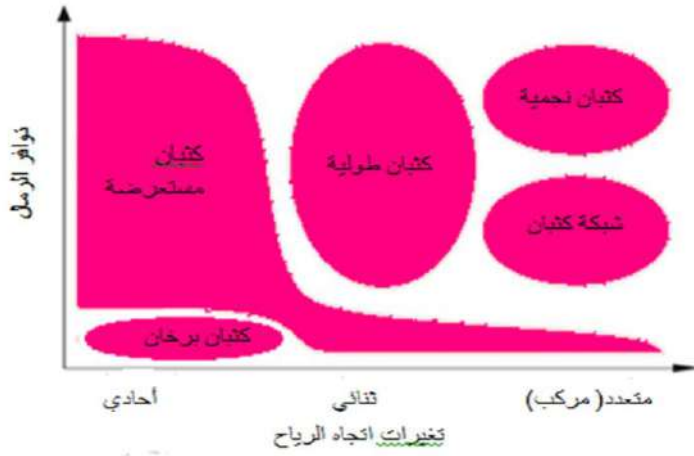 توافر الرمال
كثبان
مستعرضة
كثبان طولية
كثبان نجمية
شبكة كثبان
كثبان برخان
أحادي
ثنائي
متعدد( مركب)
تغيرات اتجاه الرياح